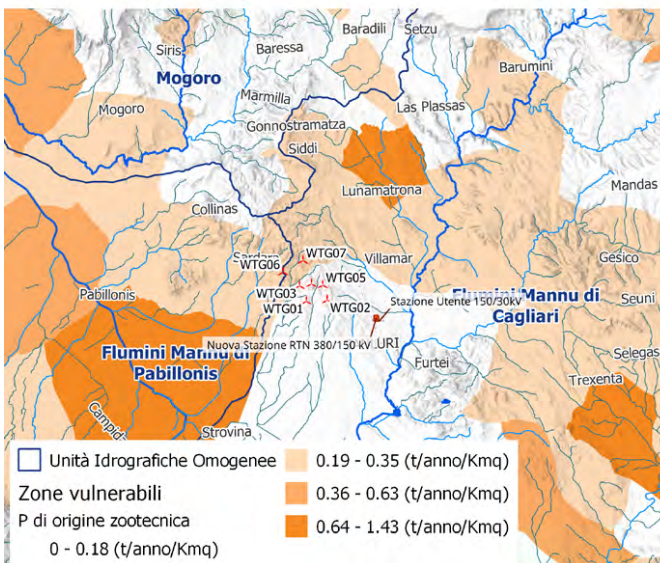 Baradili
Setzu
Siris
Baressa
Mogoro
Barumini
Marmilla
Mogoro
Las Plassas
Gonnostramatza
Siddi
Lunamatrona
Mandas
Collinas
Sardara
WTG07
Villamar
Gesico
WTG06
WTG05
Pabillonis
WTG03
Stazione Utente 150/30kV
Flumini Mannu di
Cagliari
Seuni
WTG01
WTG02
Nuova Stazione RTN 380/150 kV
URI
Flumini Mannu di
Pabillonis
Furtei
Selegas
Trexenta
Campid
Strovina
Unità Idrografiche Omogenee
Zone vulnerabili
P di origine zootecnica
0 - 0.18 (t/anno/Kmq)
0.19 - 0.35 (t/anno/Kmq)
0.36 - 0.63 (t/anno/Kmq)
0.64 - 1.43 (t/anno/Kmq)